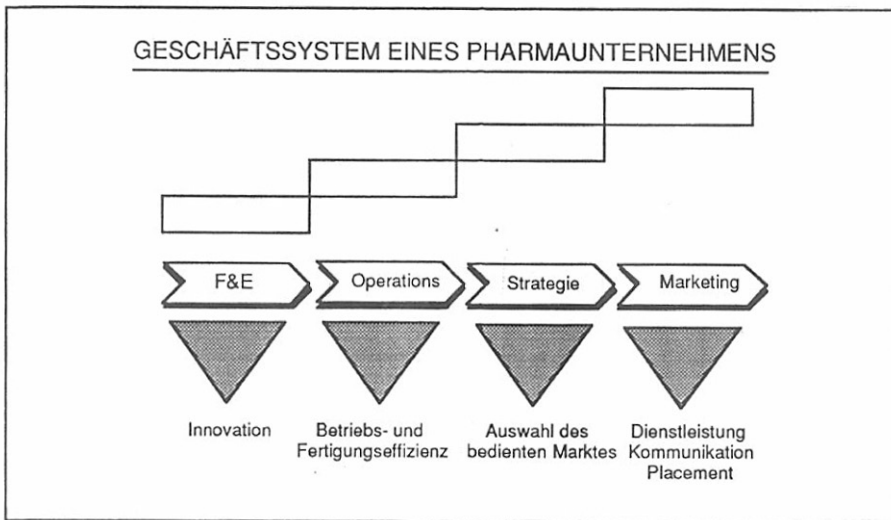 GESCHÄFTSSYSTEM EINES PHARMAUNTERNEHMENS
F&E
Operations
Strategie
Marketing
Innovation
Betriebs- und
Fertigungseffizienz
Auswahl des
bedienten Marktes
Dienstleistung
Kommunikation
Placement